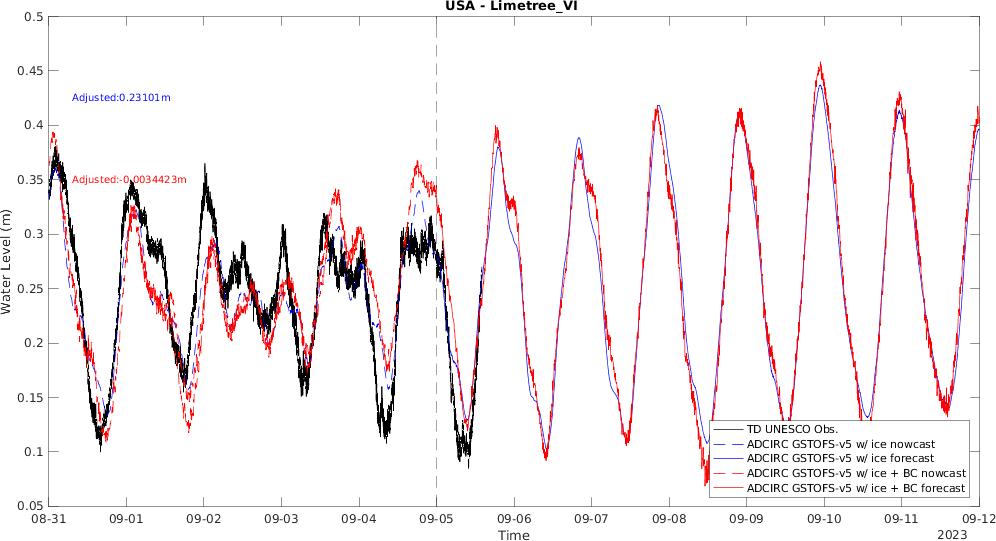 USA - Limetree_VI
0.5
0.45
0.4
0.35
0.3
0.25
0.2
0.15
0.1
0.05
Water Level (m)
Adjusted:0.23101m
Adjusted:-0.0034423m
TD UNESCO Obs.
ADCIRC GSTOFS-v5 w/ ice nowcast
ADCIRC GSTOFS-v5 w/ ice forecast
ADCIRC GSTOFS-v5 w/ ice + BC nowcast
ADCIRC GSTOFS-v5 w/ ice + BC forecast
08-31 09-01 09-02 09-03 09-04 09-05 09-06 09-07 09-08 09-09 09-10 09-11 09-12
Time
2023